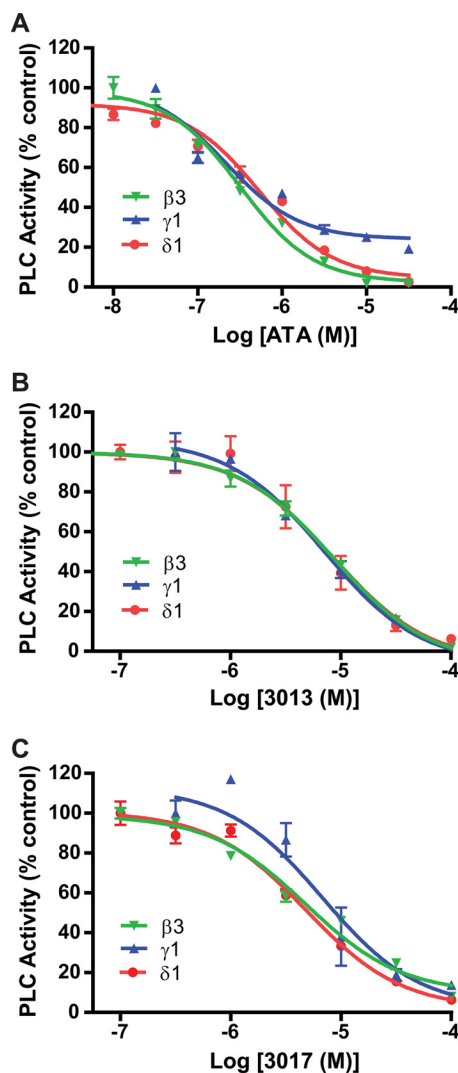 A
PLC Activity (% control)
120
100
80
60
40
20
0
β3
γ1
δ1
-8
-7
-6
-5
-4
Log [ATA (M)]
B
PLC Activity (% control)
120
100
80
60
40
20
0
β3
γ1
δ1
-7
-6
-5
-4
Log [3013 (M)]
C
PLC Activity (% control)
120
100
80
60
40
20
0
β3
γ1
δ1
-7
-6
-5
-4
Log [3017 (M)]